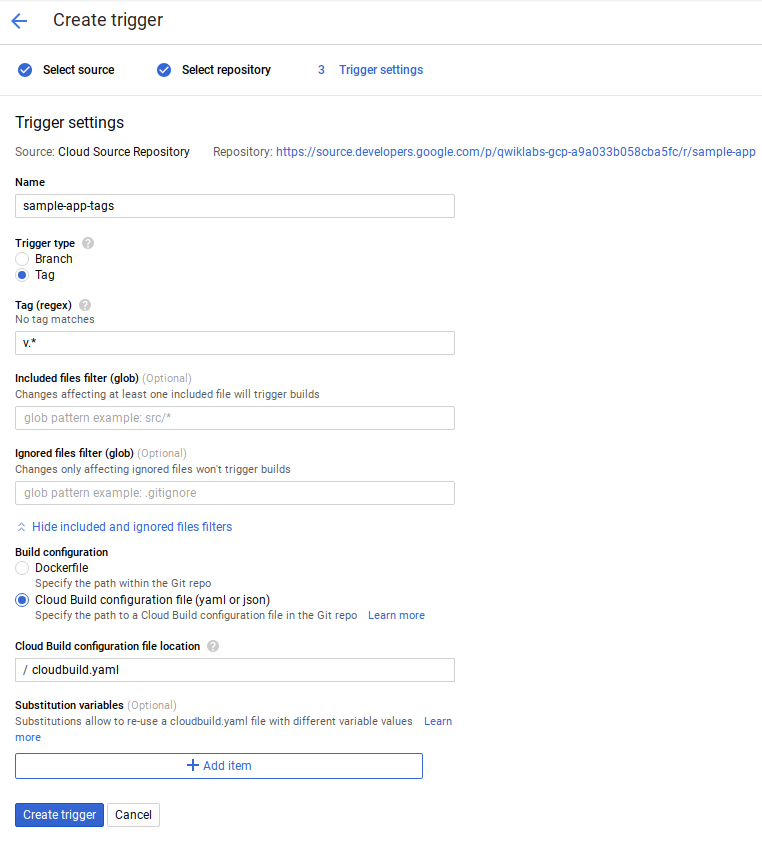 Create trigger
Select source Select repository 3 Trigger settings
Trigger settings
Source: Cloud Source Repository Repository: https://source.developers.google.com/p/qwiklabs-gcp-a9a033b058cba5fc/r/sample-app
Name
sample-app-tags
Trigger type ?
Branch
Tag
Tag (regex) ?
No tag matches
v.*
Included files filter (glob) (Optional)
Changes affecting at least one included file will trigger builds
glob pattern example: src/*
Ignored files filter (glob) (Optional)
Changes only affecting ignored files won't trigger builds
glob pattern example: .gitignore
Hide included and ignored files filters
Build configuration
Dockerfile
Specify the path within the Git repo
Cloud Build configuration file (yaml or json)
Specify the path to a Cloud Build configuration file in the Git repo Learn more
Cloud Build configuration file location ?
/ cloudbuild.yaml
Substitution variables (Optional)
Substitutions allow to re-use a cloudbuild.yaml file with different variable values Learn
more
+ Add item
Create trigger Cancel